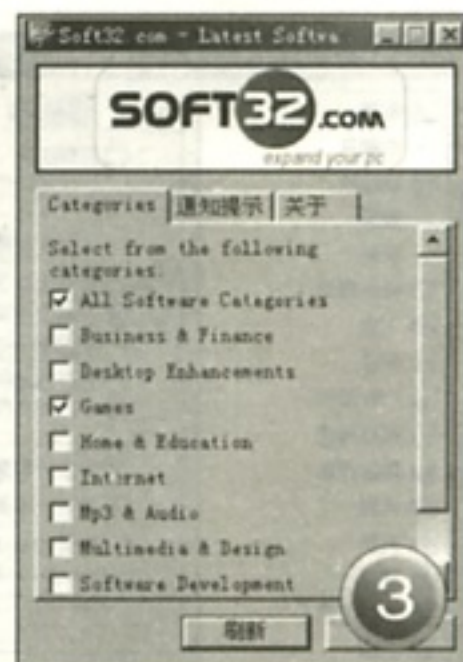 Soft32 com - Latest Softwa
SOFT32.COM
expand your pc
Categories 通知提示 关于
Select from the following
categories:
All Software Categories
Business & Finance
Desktop Enhancements
Games
Home & Education
Internet
Mp3 & Audio
Multimedia & Design
Software Development
刷新
3